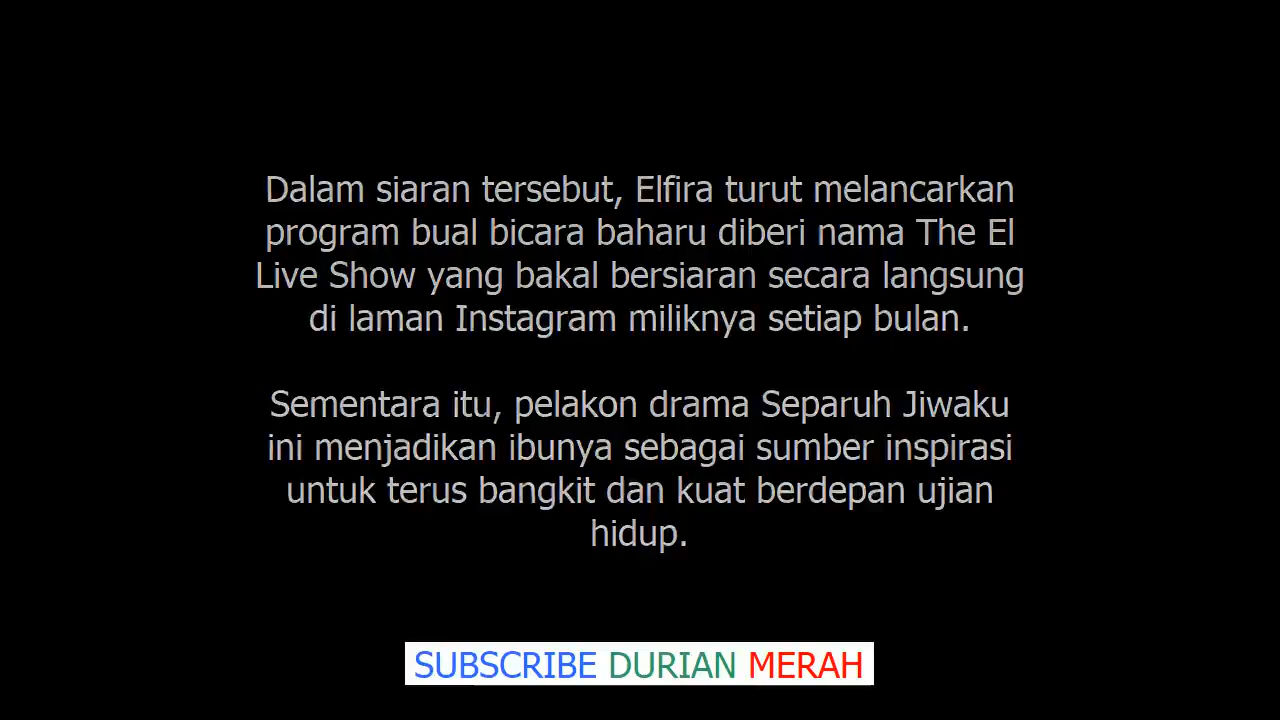 Dalam siaran tersebut, Elfira turut melancarkan
program bual bicara baharu diberi nama The El
Live Show yang bakal bersiaran secara langsung
di laman Instagram miliknya setiap bulan.
Sementara itu, pelakon drama Separuh Jiwaku
ini menjadikan ibunya sebagai sumber inspirasi
untuk terus bangkit dan kuat berdepan ujian
hidup.
SUBSCRIBE DURIAN MERAH